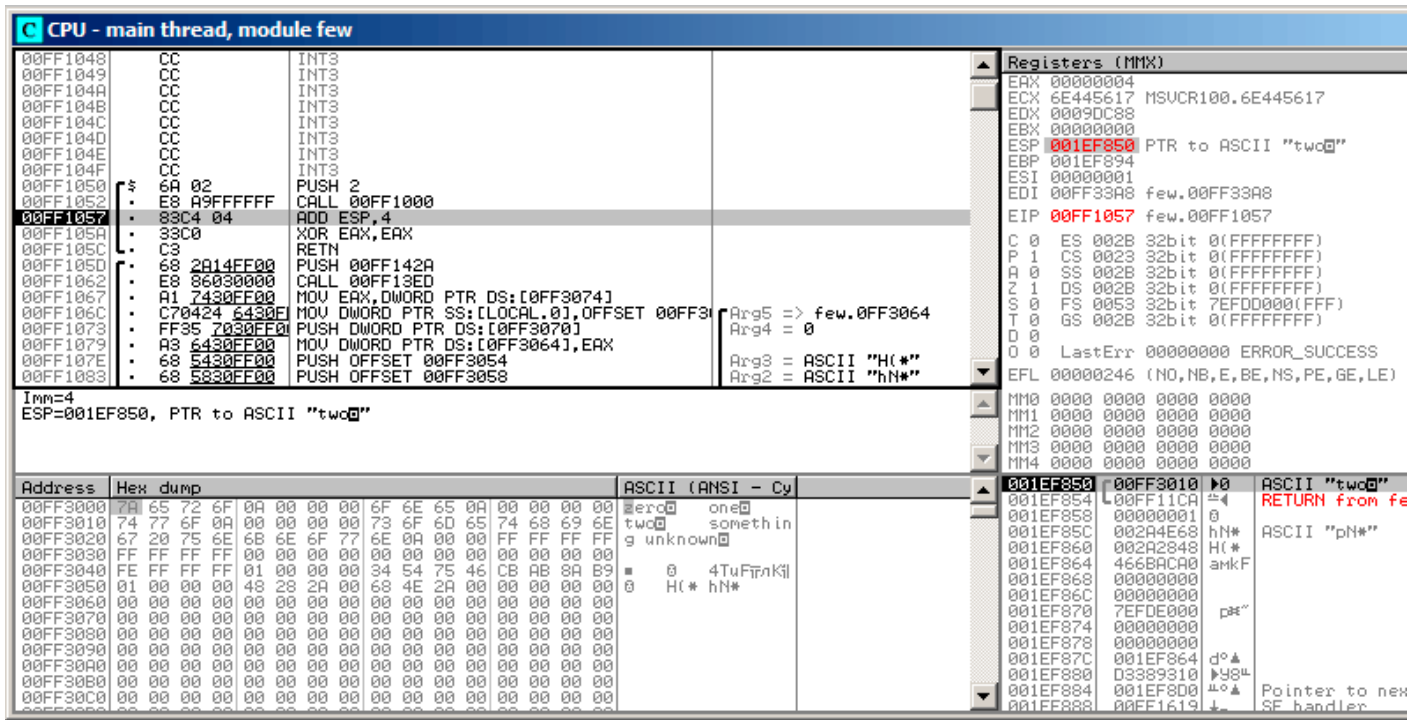 C CPU - main thread, module few
00FF1048 CC INT3
00FF1049 CC INT3
00FF104A CC INT3
00FF104B CC INT3
00FF104C CC INT3
00FF104D CC INT3
00FF104E CC INT3
00FF104F CC INT3
00FF1050 $ 6A 02 PUSH 2
00FF1052 . E8 A9FFFFFF CALL 00FF1000
00FF1057 . 83C4 04 ADD ESP,4
00FF105A . 33C0 XOR EAX,EAX
00FF105C . C3 RETN
00FF105D . 68 2A14FF00 PUSH 00FF142A
00FF1062 . E8 86030000 CALL 00FF13ED
00FF1067 . A1 7430FF00 MOV EAX,DWORD PTR DS:[0FF3074]
00FF106C . C70424 6430F MOV DWORD PTR SS:[LOCAL.0],OFFSET 00FF3 Arg5 => few.0FF3064
00FF1073 . FF35 7030FF0 PUSH DWORD PTR DS:[0FF3070] Arg4 = 0
00FF1079 . A3 6430FF00 MOV DWORD PTR DS:[0FF3064],EAX
00FF107E . 68 5430FF00 PUSH OFFSET 00FF3054 Arg3 = ASCII "H(*"
00FF1083 . 68 5830FF00 PUSH OFFSET 00FF3058 Arg2 = ASCII "hN*"
Imm=4
ESP=001EF850, PTR to ASCII "two◙"
Registers (MMX)
EAX 00000004
ECX 6E445617 MSVCR100.6E445617
EDX 0009DC88
EBX 00000000
ESP 001EF850 PTR to ASCII "two◙"
EBP 001EF894
ESI 00000001
EDI 00FF33A8 few.00FF33A8
EIP 00FF1057 few.00FF1057
C 0 ES 002B 32bit 0(FFFFFFFF)
P 1 CS 0023 32bit 0(FFFFFFFF)
A 0 SS 002B 32bit 0(FFFFFFFF)
Z 1 DS 002B 32bit 0(FFFFFFFF)
S 0 FS 0053 32bit 7EFDD000(FFF)
T 0 GS 002B 32bit 0(FFFFFFFF)
D 0
O 0 LastErr 00000000 ERROR_SUCCESS
EFL 00000246 (NO,NB,E,BE,NS,PE,GE,LE)
MM0 0000 0000 0000 0000
MM1 0000 0000 0000 0000
MM2 0000 0000 0000 0000
MM3 0000 0000 0000 0000
MM4 0000 0000 0000 0000
Address Hex dump ASCII (ANSI - Cy
00FF3000 7A 65 72 6F 0A 00 00 00 6F 6E 65 0A 00 00 00 00 zero◙ one◙
00FF3010 74 77 6F 0A 00 00 00 00 73 6F 6D 65 74 68 69 6E two◙ somethin
00FF3020 67 20 75 6E 6B 6E 6F 77 6E 0A 00 00 FF FF FF FF g unknown◙
00FF3030 FF FF FF FF 00 00 00 00 00 00 00 00 00 00 00 00
00FF3040 FE FF FF FF 01 00 00 00 34 54 75 46 CB AB 8A B9 ■ 4TuF
00FF3050 01 00 00 00 48 28 2A 00 68 4E 2A 00 00 00 00 00 H(* hN*
00FF3060 00 00 00 00 00 00 00 00 00 00 00 00 00 00 00 00
00FF3070 00 00 00 00 00 00 00 00 00 00 00 00 00 00 00 00
00FF3080 00 00 00 00 00 00 00 00 00 00 00 00 00 00 00 00
00FF3090 00 00 00 00 00 00 00 00 00 00 00 00 00 00 00 00
00FF30A0 00 00 00 00 00 00 00 00 00 00 00 00 00 00 00 00
00FF30B0 00 00 00 00 00 00 00 00 00 00 00 00 00 00 00 00
00FF30C0 00 00 00 00 00 00 00 00 00 00 00 00 00 00 00 00
001EF850 00FF3010 ►0 ASCII "two◙"
001EF854 00FF11CA RETURN from fe
001EF858 00000001
001EF85C 002A4E68 hN* ASCII "pN*"
001EF860 002A2848 H(*
001EF864 466BACA0 амkF
001EF868 00000000
001EF86C 00000000
001EF870 7EFDE000
001EF874 00000000
001EF878 00000000
001EF87C 001EF864
001EF880 D3389310
001EF884 001EF8D0 Pointer to nex
001EF888 00FF1619 SE handler